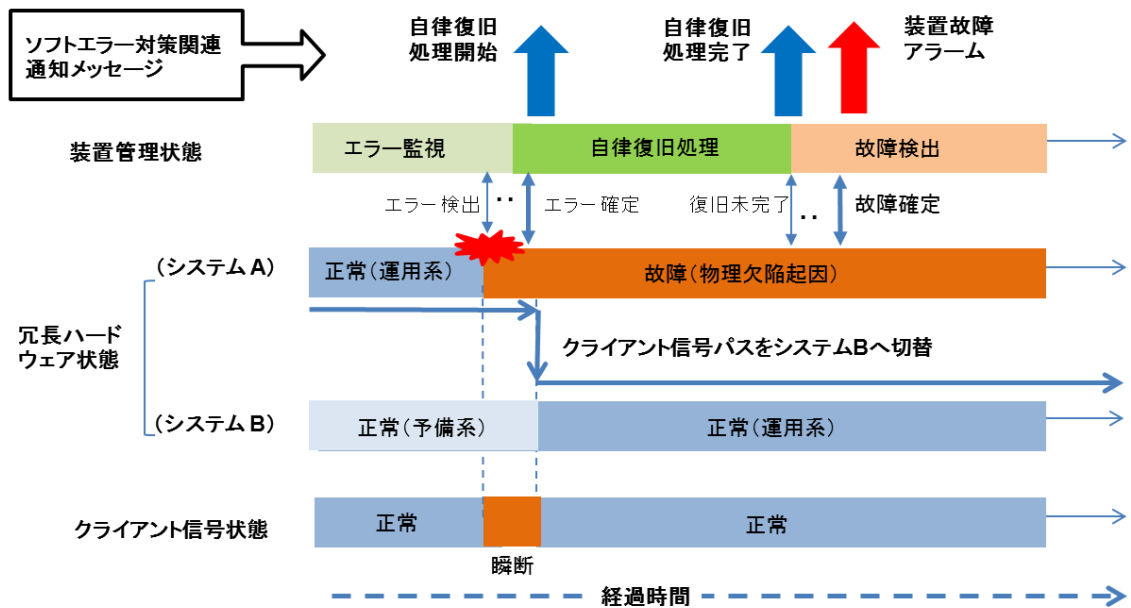 ソフトエラー対策関連
通知メッセージ
自律復旧
処理開始
自律復旧
処理完了
装置故障
アラーム
装置管理状態
エラー監視
自律復旧処理
故障検出
エラー検出
‥
エラー確定
復旧未完了
‥
故障確定
(システム A)
正常(運用系)
故障(物理欠陥起因)
冗長ハード
ウェア状態
クライアント信号パスをシステムBへ切替
(システム B)
正常(予備系)
正常(運用系)
クライアント信号状態
正常
正常
瞬断
経過時間